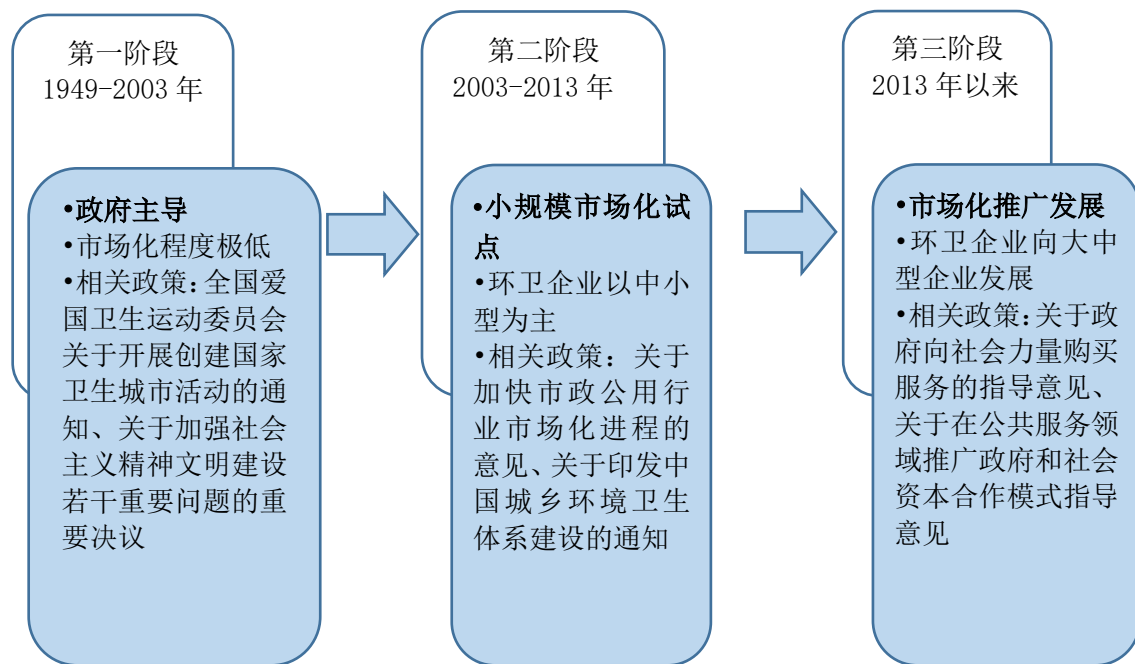 第一阶段
1949-2003 年
•政府主导
•市场化程度极低
•相关政策:全国爱
国卫生运动委员会
关于开展创建国家
卫生城市活动的通
知、关于加强社会
主义精神文明建设
若干重要问题的重
要决议
第二阶段
2003-2013 年
•小规模市场化试
点
•环卫企业以中小
型为主
•相关政策：关于
加快市政公用行
业市场化进程的
意见、关于印发中
国城乡环境卫生
体系建设的通知
第三阶段
2013 年以来
•市场化推广发展
•环卫企业向大中
型企业发展
•相关政策:关于政
府向社会力量购买
服务的指导意见、
关于在公共服务领
域推广政府和社会
资本合作模式指导
意见